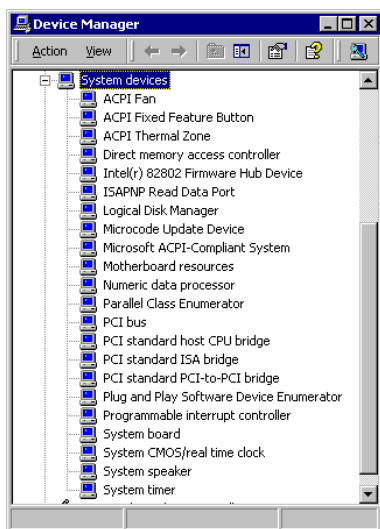 Device Manager
Action View
System devices
ACPI Fan
ACPI Fixed Feature Button
ACPI Thermal Zone
Direct memory access controller
Intel(r) 82802 Firmware Hub Device
ISAPNP Read Data Port
Logical Disk Manager
Microcode Update Device
Microsoft ACPI-Compliant System
Motherboard resources
Numeric data processor
Parallel Class Enumerator
PCI bus
PCI standard host CPU bridge
PCI standard ISA bridge
PCI standard PCI-to-PCI bridge
Plug and Play Software Device Enumerator
Programmable interrupt controller
System board
System CMOS/real time clock
System speaker
System timer